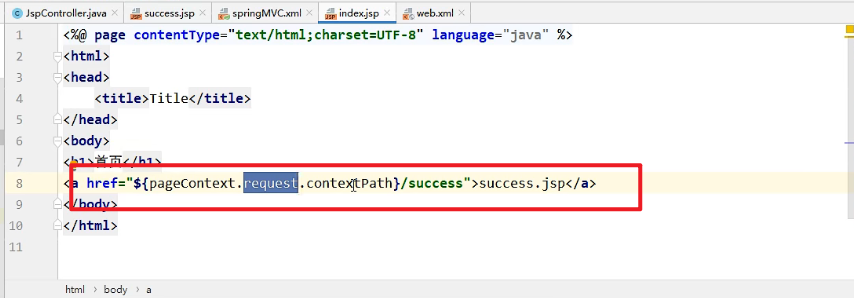 JspController.java success.jsp springMVC.xml index.jsp web.xml
1 <%@ page contentType="text/html;charset=UTF-8" language="java" %>
2 <html>
3 <head>
4 <title>Title</title>
5 </head>
6 <body>
7 <h1>首页</h1>
8 <a href="${pageContext.request.contextPath}/success">success.jsp</a>
9 </body>
10 </html>
11
html › body › a